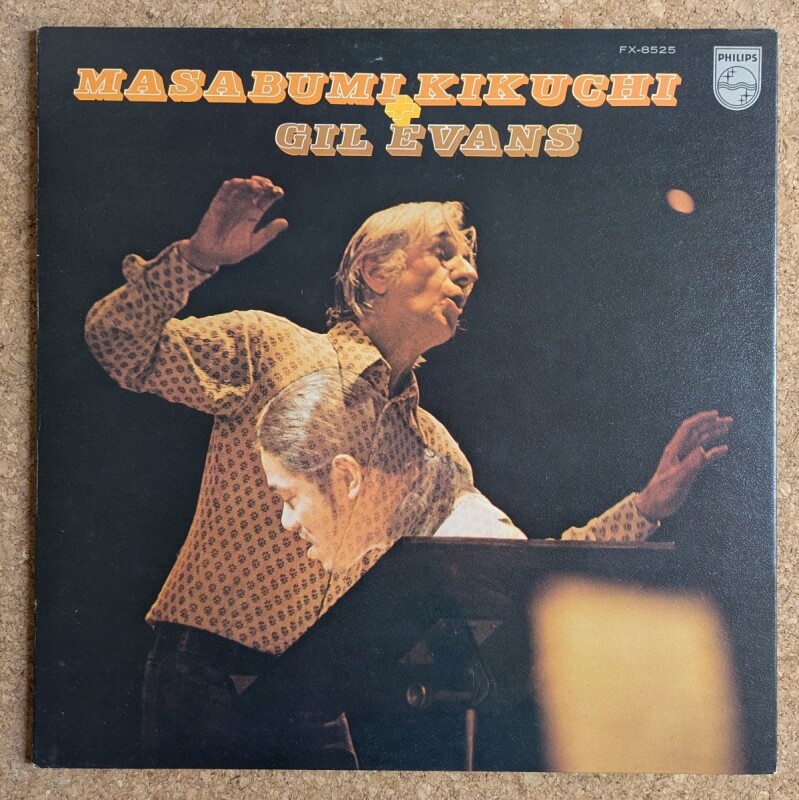 FX-8525
PHILIPS
MASABUMI KIKUCHI
+
GIL EVANS